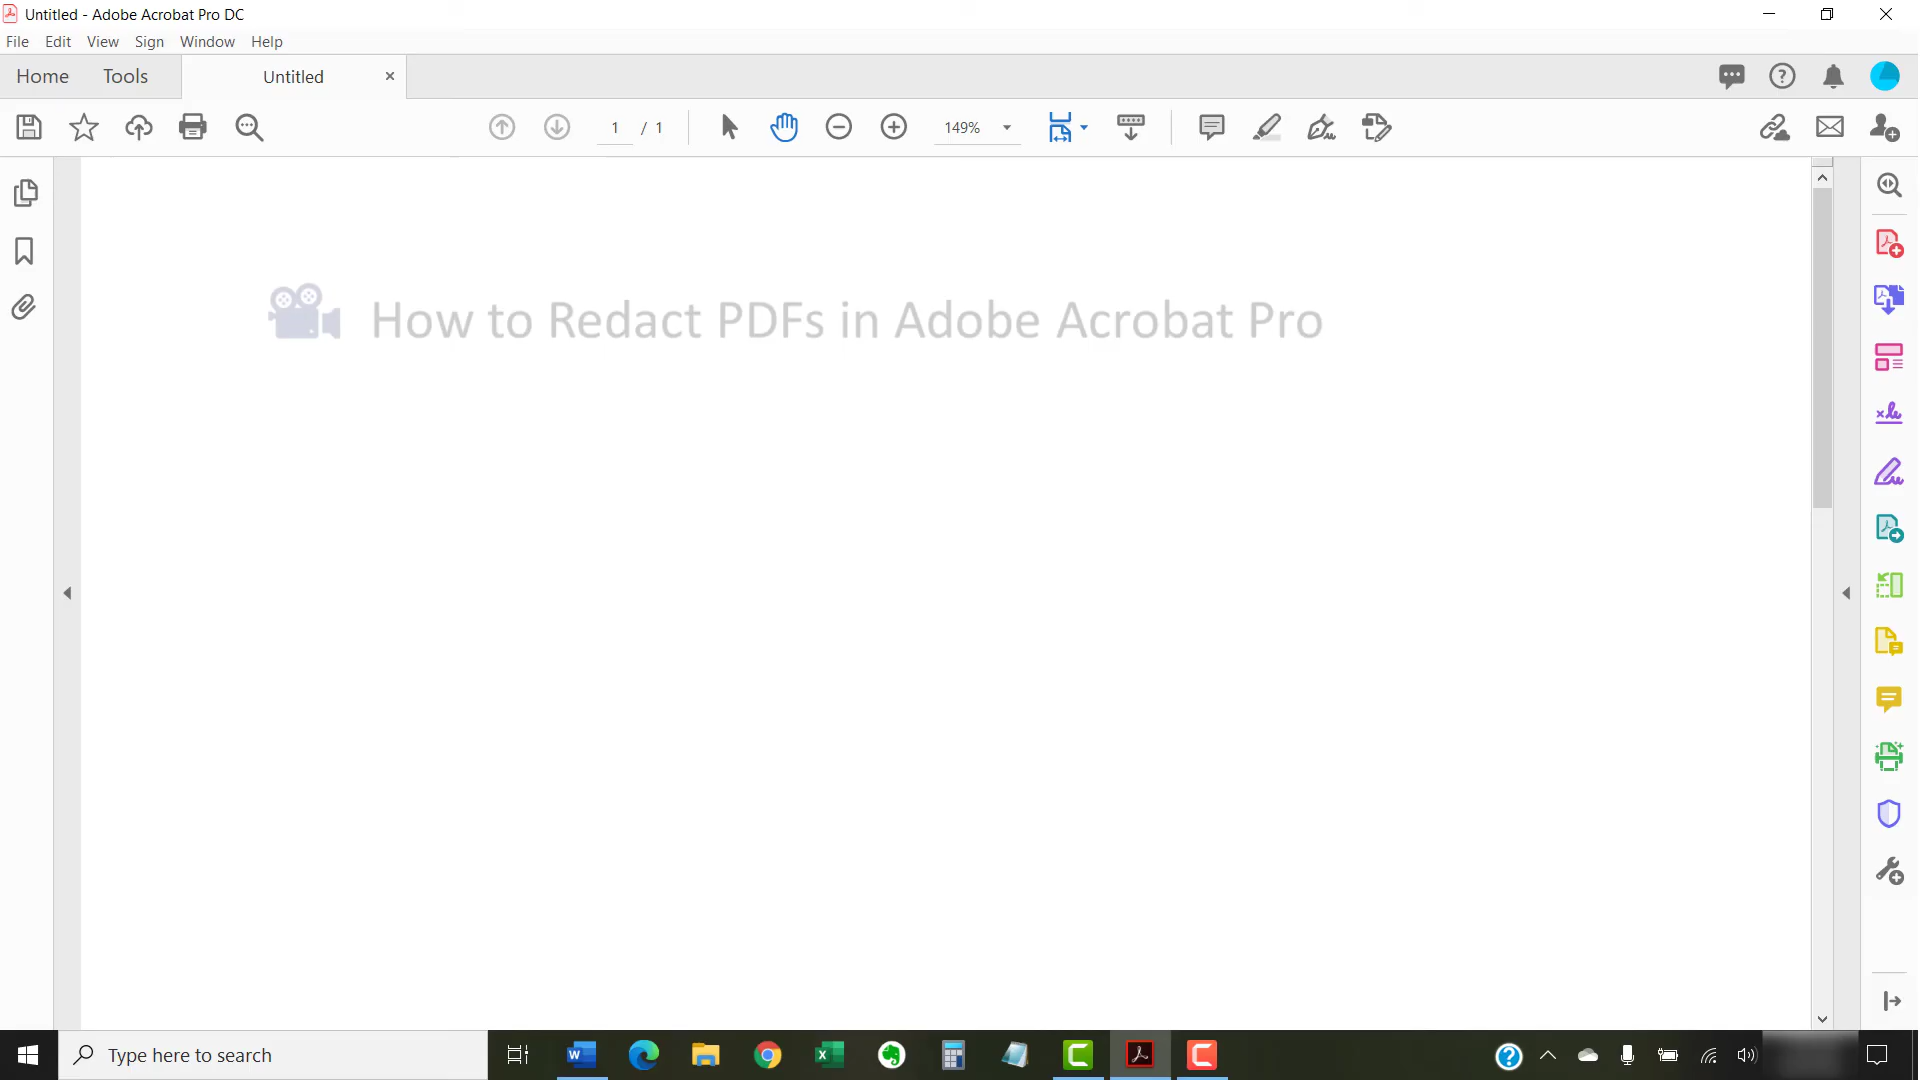 Untitled - Adobe Acrobat Pro DC
File Edit View Sign Window Help
Home Tools Untitled
1 / 1 149%
How to Redact PDFs in Adobe Acrobat Pro
Type here to search